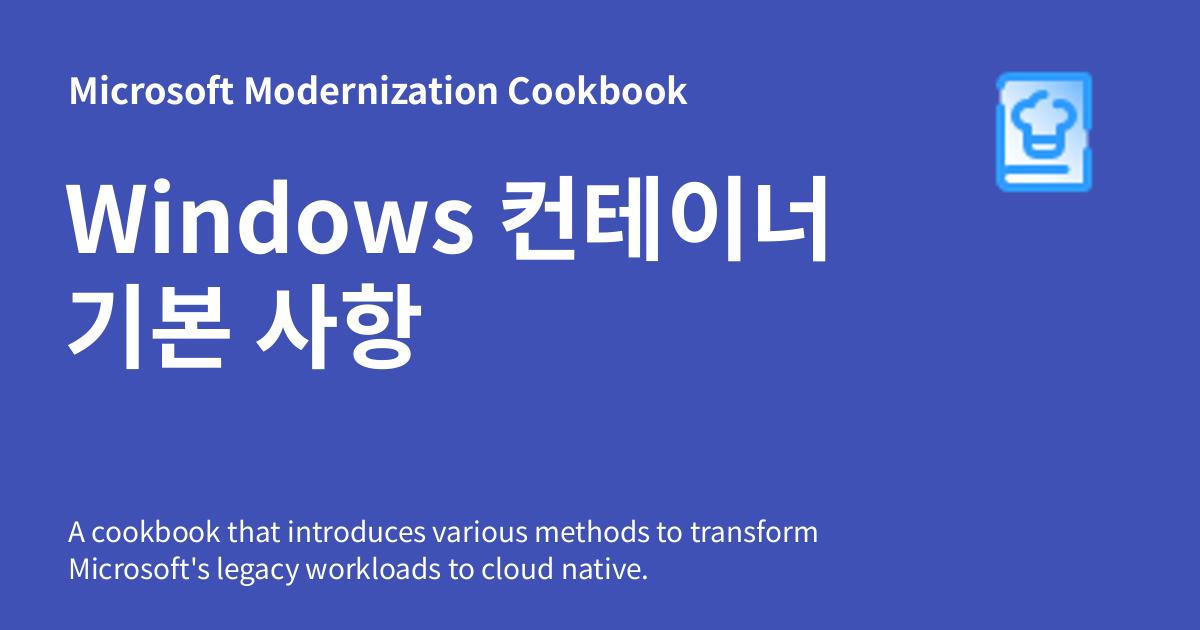 Microsoft Modernization Cookbook
Windows 컨테이너
기본 사항
A cookbook that introduces various methods to transform
Microsoft's legacy workloads to cloud native.